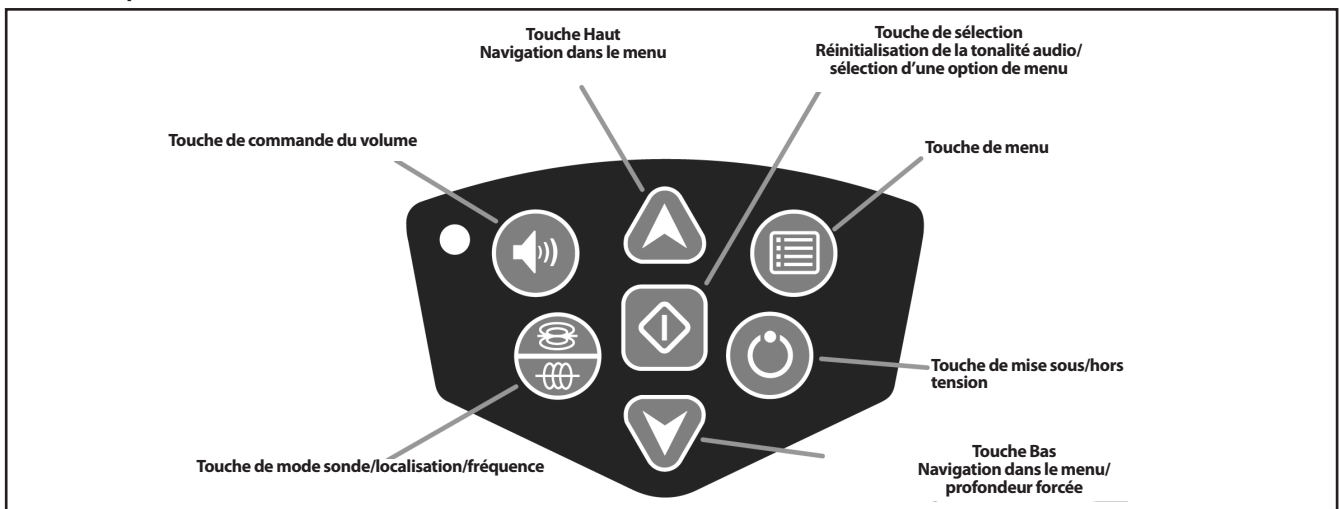 Touche Haut
Navigation dans le menu
Touche de sélection
Réinitialisation de la tonalité audio/
sélection d’une option de menu
Touche de commande du volume
Touche de menu
Touche de mise sous/hors
tension
Touche de mode sonde/localisation/fréquence
Touche Bas
Navigation dans le menu/
profondeur forcée